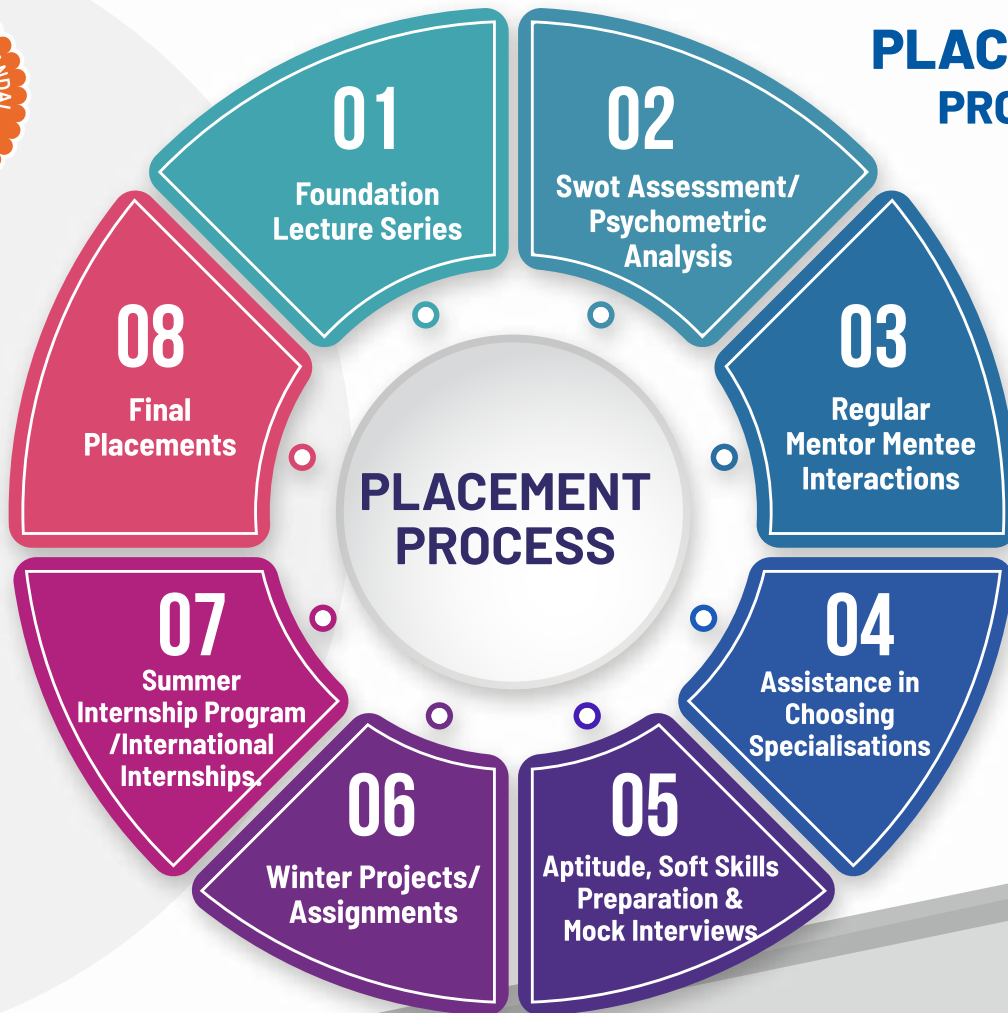 PLACEMENT
PROCESS
01
Foundation
Lecture Series
02
Swot Assessment/
Psychometric
Analysis
03
Regular
Mentor Mentee
Interactions
04
Assistance in
Choosing
Specialisations
05
Aptitude, Soft Skills
Preparation &
Mock Interviews
06
Winter Projects/
Assignments
07
Summer
Internship Program
/International
Internships.
08
Final
Placements